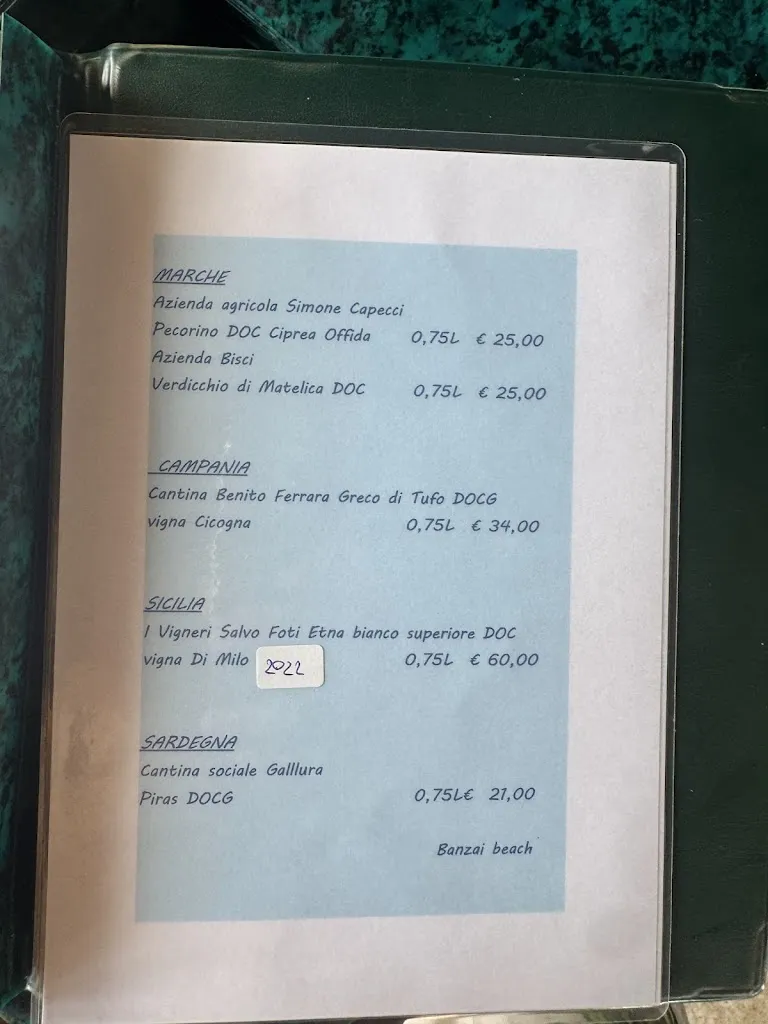 MARCHE
Azienda agricola Simone Capecci
Pecorino DOC Ciprea Offida 0,75L € 25,00
Azienda Bisci
Verdicchio di Matelica DOC 0,75L € 25,00
CAMPANIA
Cantina Benito Ferrara Greco di Tufo DOCG
vigna Cicogna 0,75L € 34,00
SICILIA
I Vigneri Salvo Foti Etna bianco superiore DOC
vigna Di Milo 2022 0,75L € 60,00
SARDEGNA
Cantina sociale Galllura
Piras DOCG 0,75L€ 21,00
Banzai beach